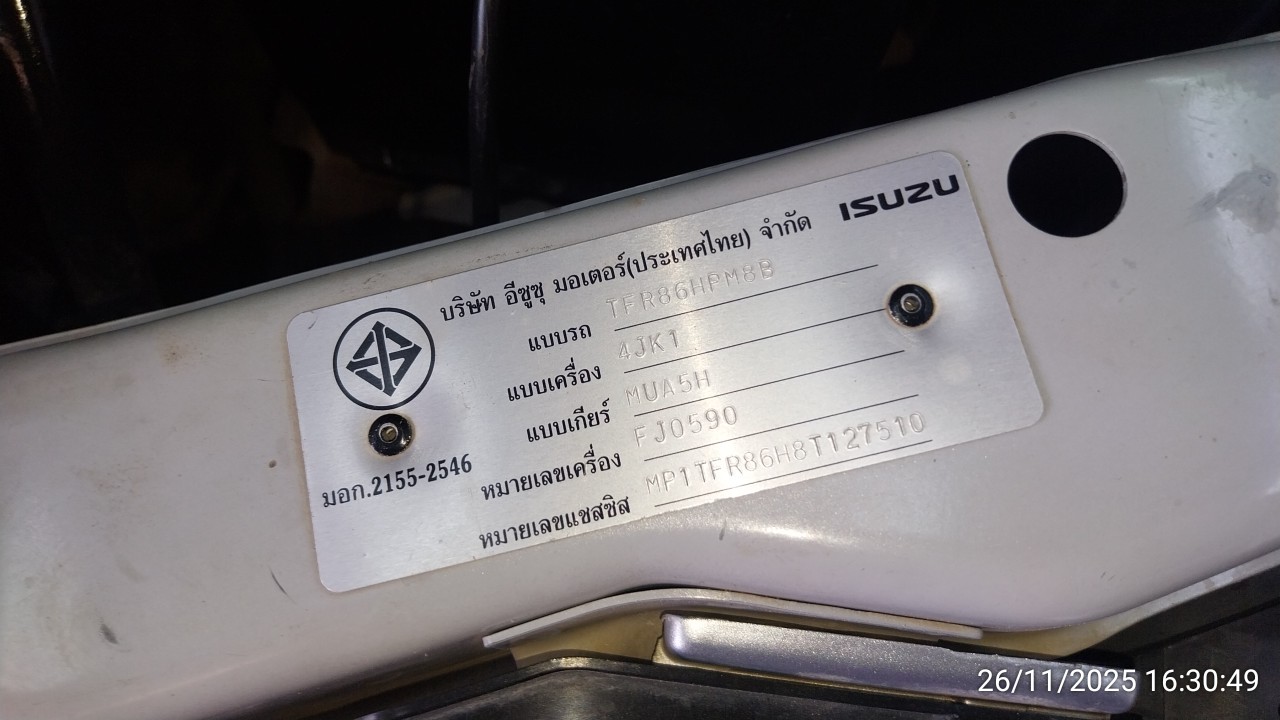 ISUZU
บริษัท อีซูซุ มอเตอร์(ประเทศไทย) จำกัด
แบบรถ TFR86HPM8B
แบบเครื่อง 4JK1
แบบเกียร์ MUA5H
หมายเลขเครื่อง FJ0590
หมายเลขแชสซิส MP1TFR86H8T127510
มอก.2155-2546
26/11/2025 16:30:49